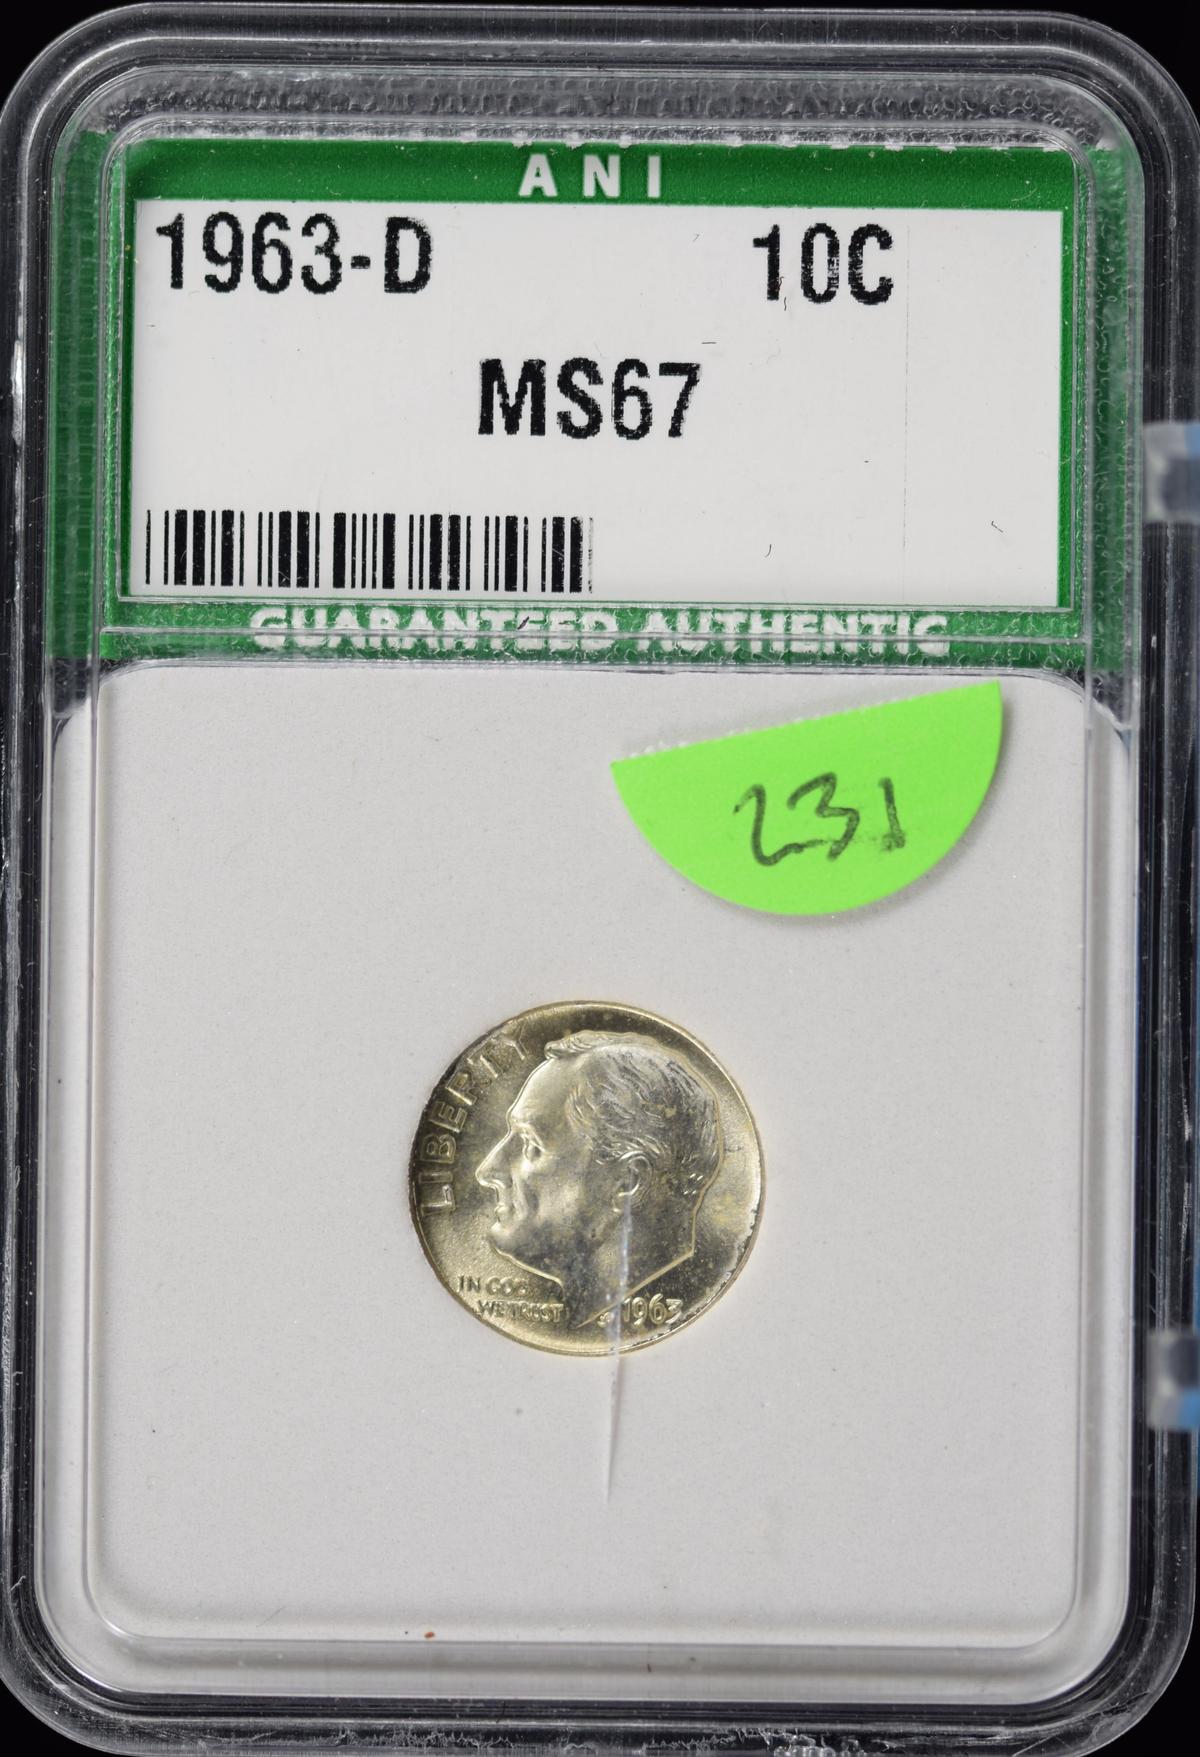 ANI
1963-D 10C
MS67
GUARANTEED AUTHENTIC
231
LIBERTY
IN GOD
WE TRUST
1963